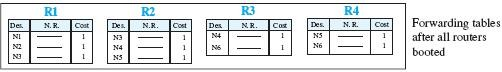 R1
Des. N. R. Cost
N1 1
N2 1
N3 1
R2
Des. N. R. Cost
N3 1
N4 1
N5 1
R3
Des. N. R. Cost
N4 1
N6 1
R4
Des. N. R. Cost
N5 1
N6 1
Forwarding tables
after all routers
booted